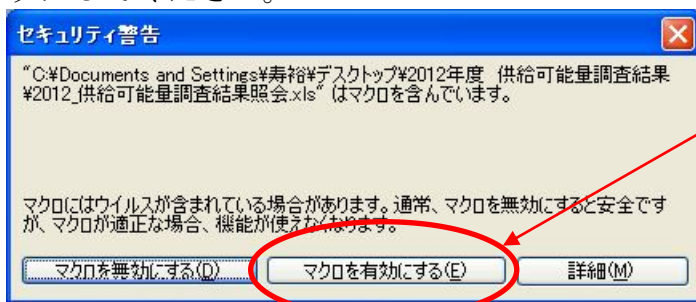 セキュリティ警告
"C:¥Documents and Settings¥寿裕¥デスクトップ¥2012年度 供給可能量調査結果
¥2012_供給可能量調査結果照会.xls" はマクロを含んでいます。
マクロにはウイルスが含まれている場合があります。通常、マクロを無効にすると安全です
が、マクロが適正な場合、機能が使えなくなります。
マクロを無効にする(D) マクロを有効にする(E) 詳細(M)